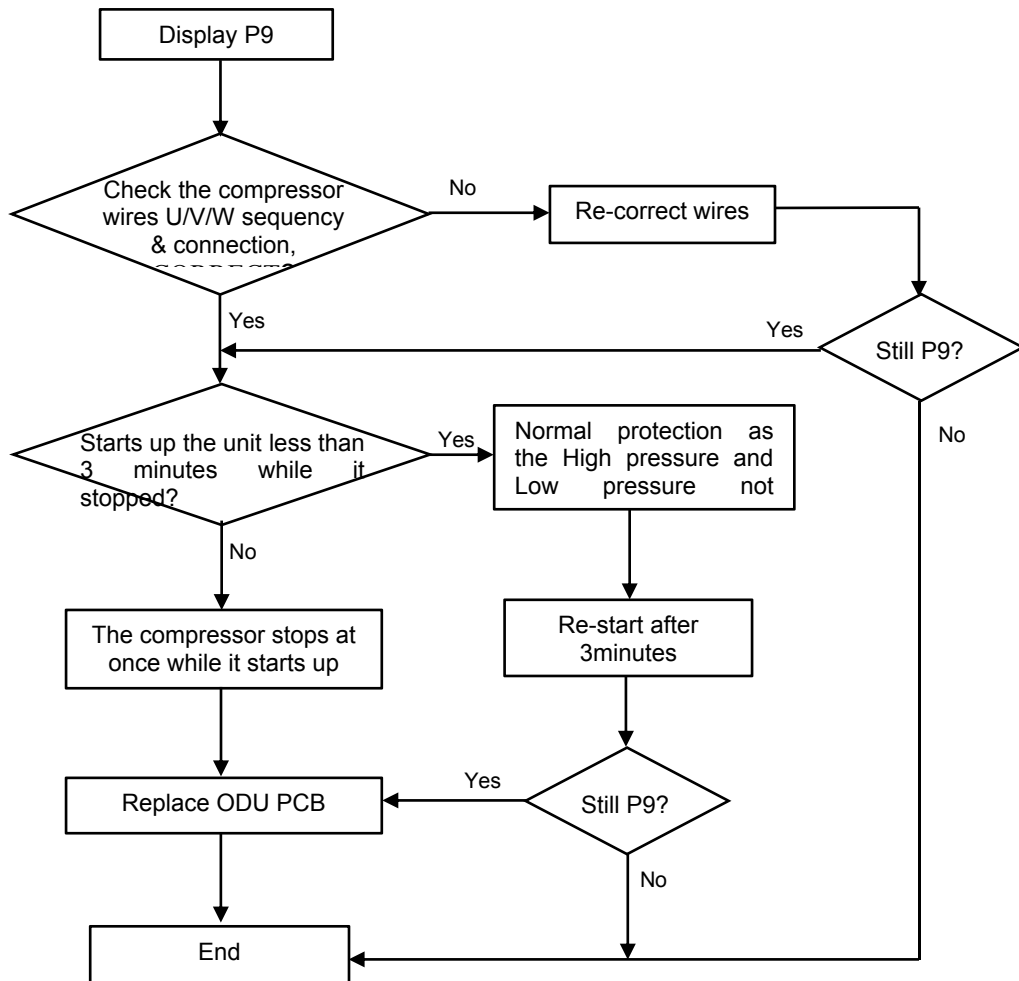 Display P9
Check the compressor
wires U/V/W sequency
& connection,
No
Re-correct wires
Yes
Yes
Still P9?
Starts up the unit less than
3 minutes while it
stopped?
Yes
Normal protection as
the High pressure and
Low pressure not
No
No
The compressor stops at
once while it starts up
Re-start after
3minutes
Replace ODU PCB
Yes
Still P9?
No
End